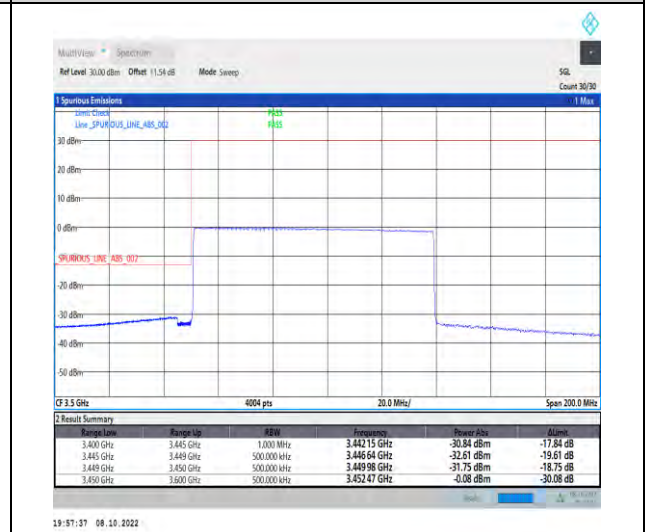 MultiView Spectrum
Ref Level 30.00 dBm Offset 11.54 dB Mode Sweep SGL
Count 30/30
1 Spurious Emissions 1 Max
Limit Check PASS
Line _SPURIOUS_LINE_ABS_002 PASS
30 dBm
20 dBm
10 dBm
0 dBm
_SPURIOUS_LINE_ABS_002
-20 dBm
-30 dBm
-40 dBm
-50 dBm
CF 3.5 GHz 4004 pts 20.0 MHz/ Span 200.0 MHz
2 Result Summary
Range Low Range Up RBW Frequency Power Abs ΔLimit
3.400 GHz 3.445 GHz 1.000 MHz 3.442 15 GHz -30.84 dBm -17.84 dB
3.445 GHz 3.449 GHz 500.000 kHz 3.446 64 GHz -32.61 dBm -19.61 dB
3.449 GHz 3.450 GHz 500.000 kHz 3.449 98 GHz -31.75 dBm -18.75 dB
3.450 GHz 3.600 GHz 500.000 kHz 3.452 47 GHz -0.08 dBm -30.08 dB
19:57:37 08.10.2022